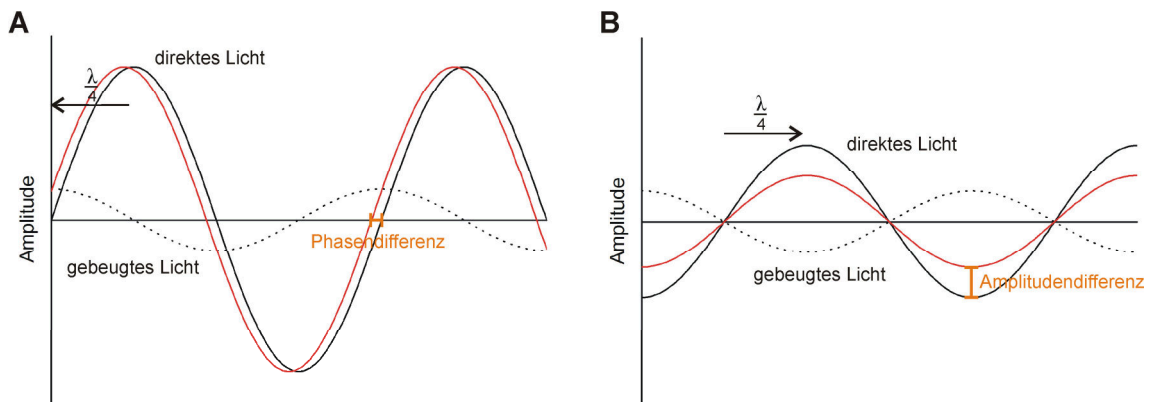 A
direktes Licht
λ
4
Amplitude
Phasendifferenz
gebeugtes Licht
B
λ
4
direktes Licht
Amplitude
gebeugtes Licht
Amplitudendifferenz